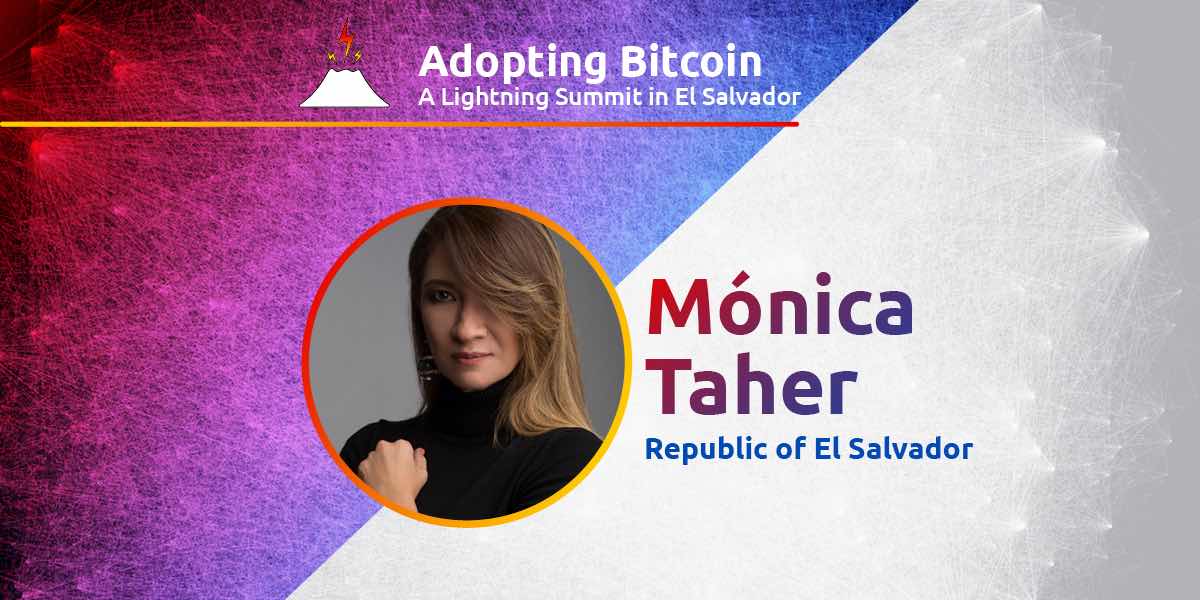 Adopting Bitcoin
A Lightning Summit in El Salvador
Mónica
Taher
Republic of El Salvador